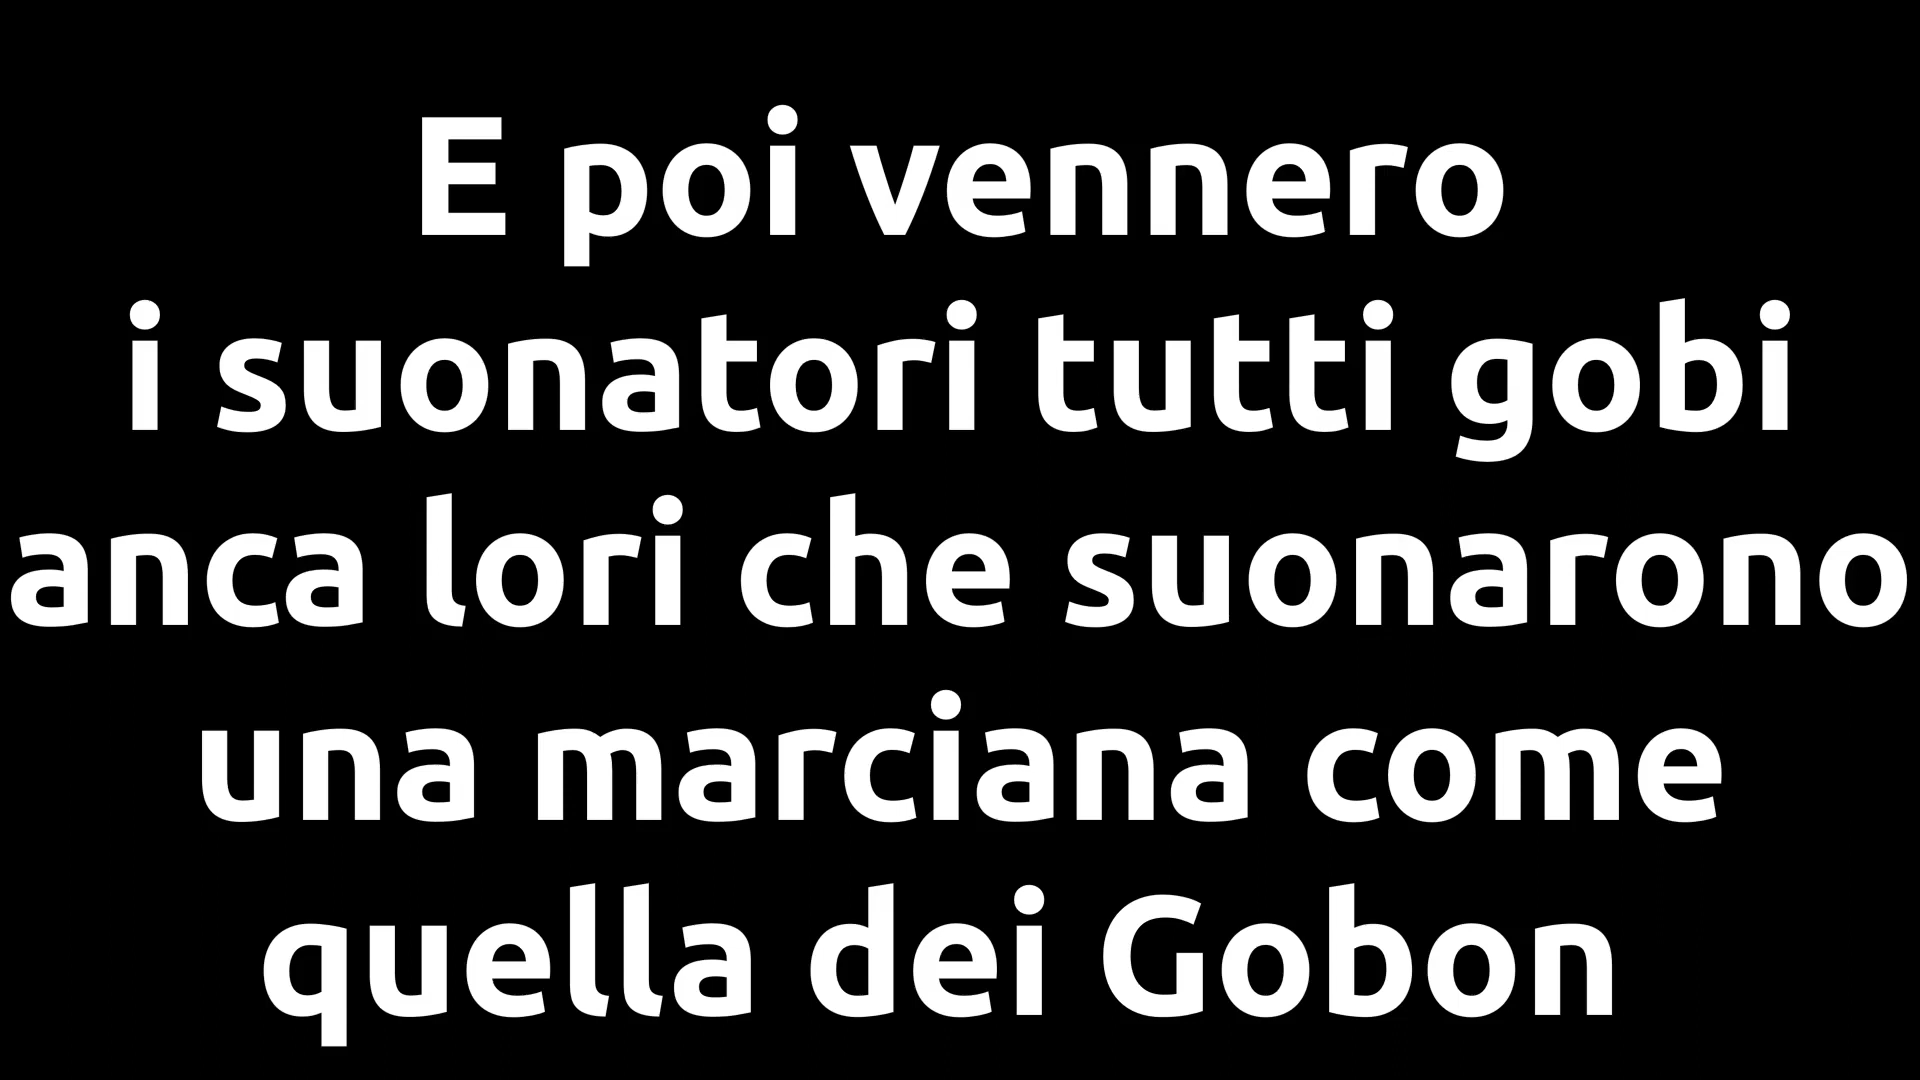 E poi vennero
i suonatori tutti gobi
anca lori che suonarono
una marciana come
quella dei Gobon